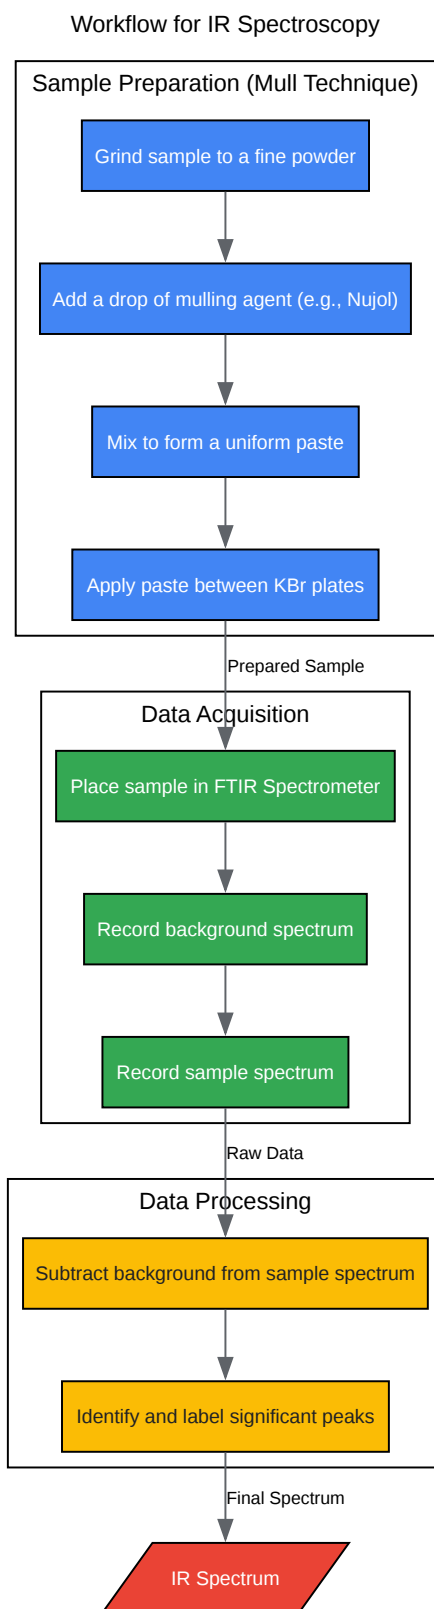 Workflow for IR Spectroscopy
Sample Preparation (Mull Technique)
Grind sample to a fine powder
Add a drop of mulling agent (e.g., Nujol)
Mix to form a uniform paste
Apply paste between KBr plates
Prepared Sample
Data Acquisition
Place sample in FTIR Spectrometer
Record background spectrum
Record sample spectrum
Raw Data
Data Processing
Subtract background from sample spectrum
Identify and label significant peaks
Final Spectrum
IR Spectrum